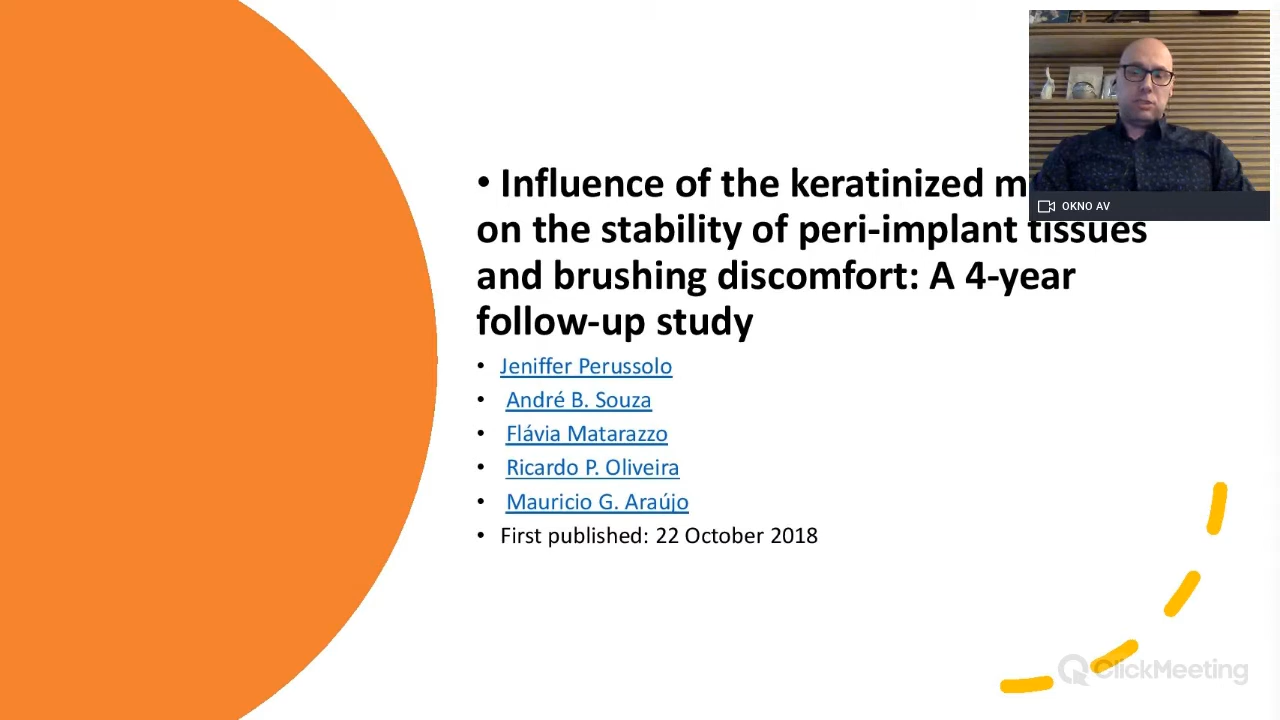 • Influence of the keratinized
on the stability of peri-implant tissues
and brushing discomfort: A 4-year
follow-up study
• Jeniffer Perussolo
• André B. Souza
• Flávia Matarazzo
• Ricardo P. Oliveira
• Mauricio G. Araújo
• First published: 22 October 2018
OKNO AV
ClickMeeting